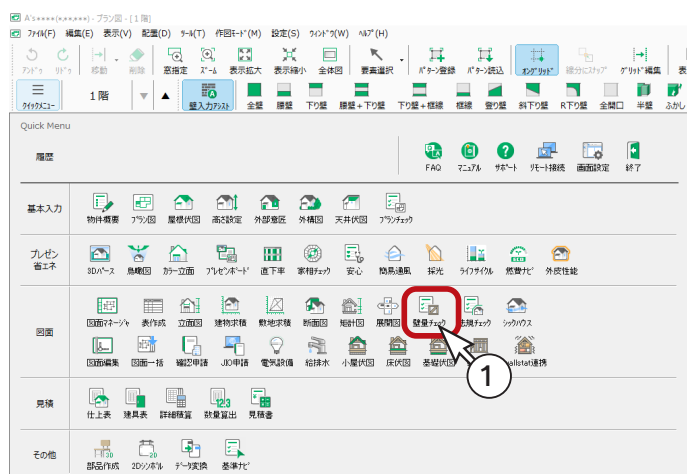 A's****(*,**,***) - プラン図 - [1 階]
ファイル(F) 編集(E) 表示(V) 配置(D) ツール(T) 作図モード(M) 設定(S) ウィンドウ(W) ヘルプ(H)
アンドゥ リドゥ 移動 削除 窓指定 ズーム 表示拡大 表示縮小 全体図 要素選択 パターン登録 パターン読込 オングリッド 線分にスナップ グリッド編集 表
クイックメニュー 1 階 壁入力アシスト 全壁 腰壁 下り壁 腰壁+下り壁 下り壁+框線 框線 登り壁 斜下り壁 R下り壁 全開口 半壁 ふかし
Quick Menu
履歴 FAQ マニュアル サポート リモート接続 画面設定 終了
基本入力 物件概要 プラン図 屋根伏図 高さ設定 外部意匠 外構図 天井伏図 プランチェック
プレゼン
省エネ 3Dパース 鳥瞰図 カラー立面 プレゼンボード 直下率 家相チェック 安心 簡易通風 採光 ライフサイクル 燃費ナビ 外皮性能
図面 図面マネージャ 表作成 立面図 建物求積 敷地求積 断面図 矩計図 展開図 壁量チェック 法規チェック シックハウス
図面編集 図面一括 確認申請 JIO申請 電気設備 給排水 小屋伏図 床伏図 基礎伏図 wallstat連携
1
見積 仕上表 建具表 詳細積算 数量算出 見積書
その他 部品作成 2Dシンボル データ変換 基準ナビ